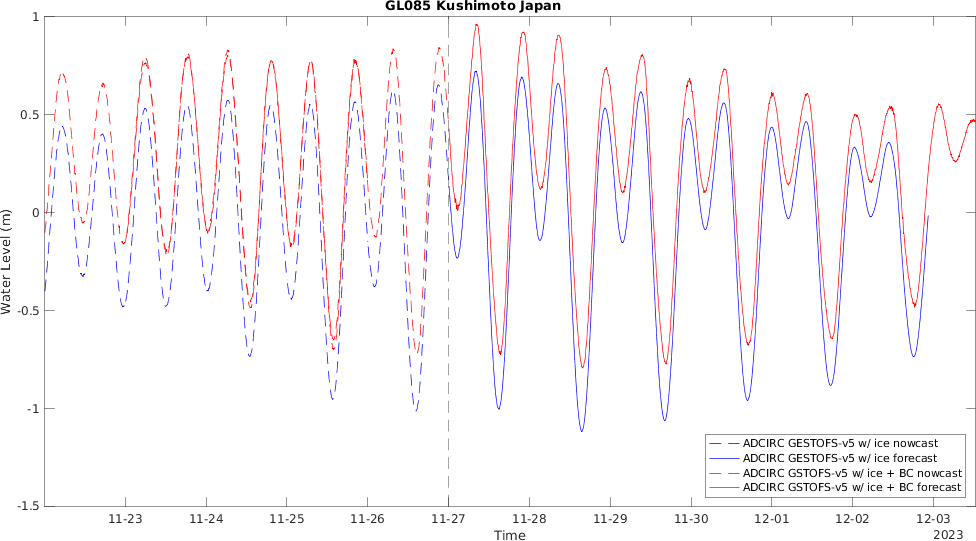 GL085 Kushimoto Japan
1
0.5
0
-0.5
-1
-1.5
Water Level (m)
11-23 11-24 11-25 11-26 11-27 11-28 11-29 11-30 12-01 12-02 12-03
Time
2023
ADCIRC GESTOFS-v5 w/ ice nowcast
ADCIRC GESTOFS-v5 w/ ice forecast
ADCIRC GSTOFS-v5 w/ ice + BC nowcast
ADCIRC GSTOFS-v5 w/ ice + BC forecast